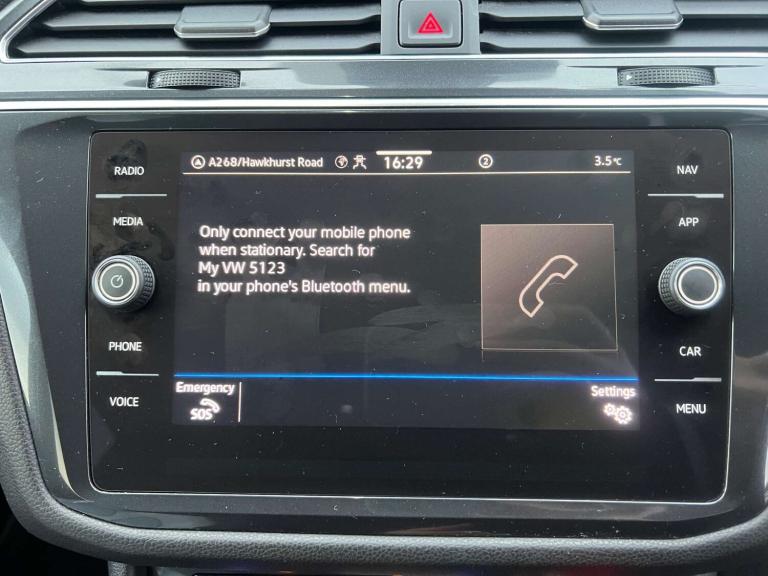 A268/Hawkhurst Road 16:29 2 3.5°C
RADIO
NAV
MEDIA
APP
Only connect your mobile phone
when stationary. Search for
My VW 5123
in your phone's Bluetooth menu.
PHONE
CAR
VOICE
MENU
Emergency
SOS
Settings